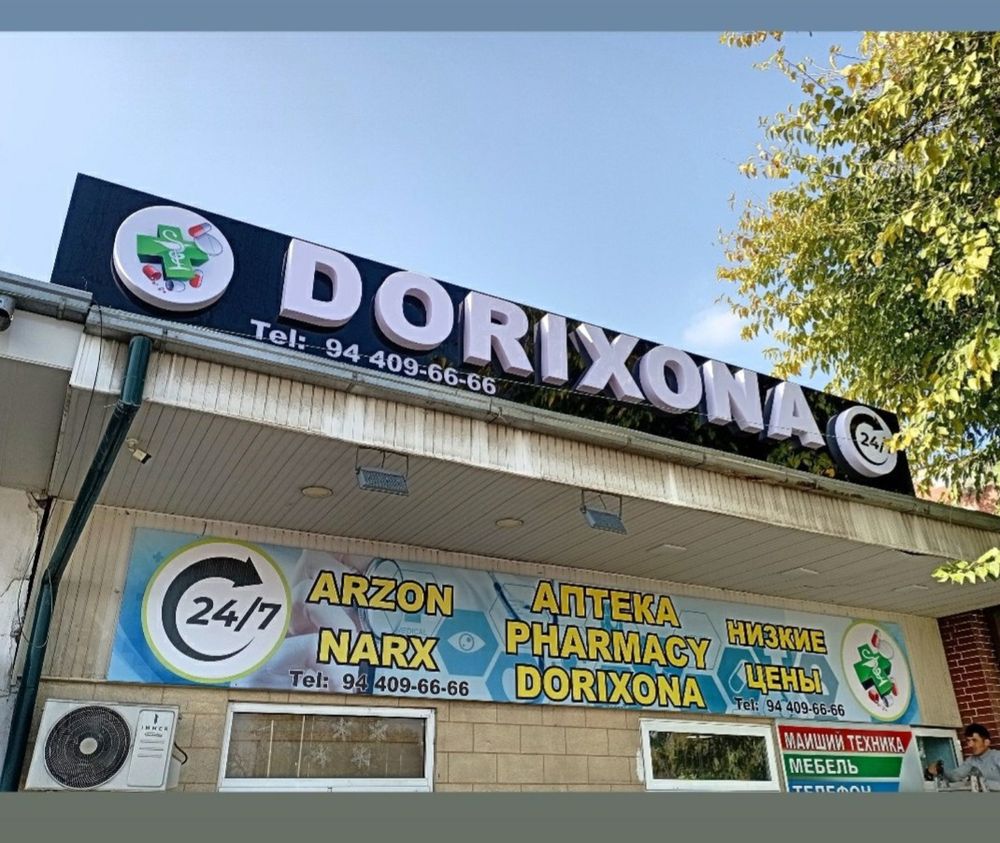 DORIXONA
Tel: 94 409-66-66
24/7
24/7
ARZON
NARX
Tel: 94 409-66-66
АПТЕКА
PHARMACY
DORIXONA
НИЗКИЕ
ЦЕНЫ
Tel: 94 409-66-66
МАИШИЙ ТЕХНИКА
МЕБЕЛЬ
ТЕЛЕФОН